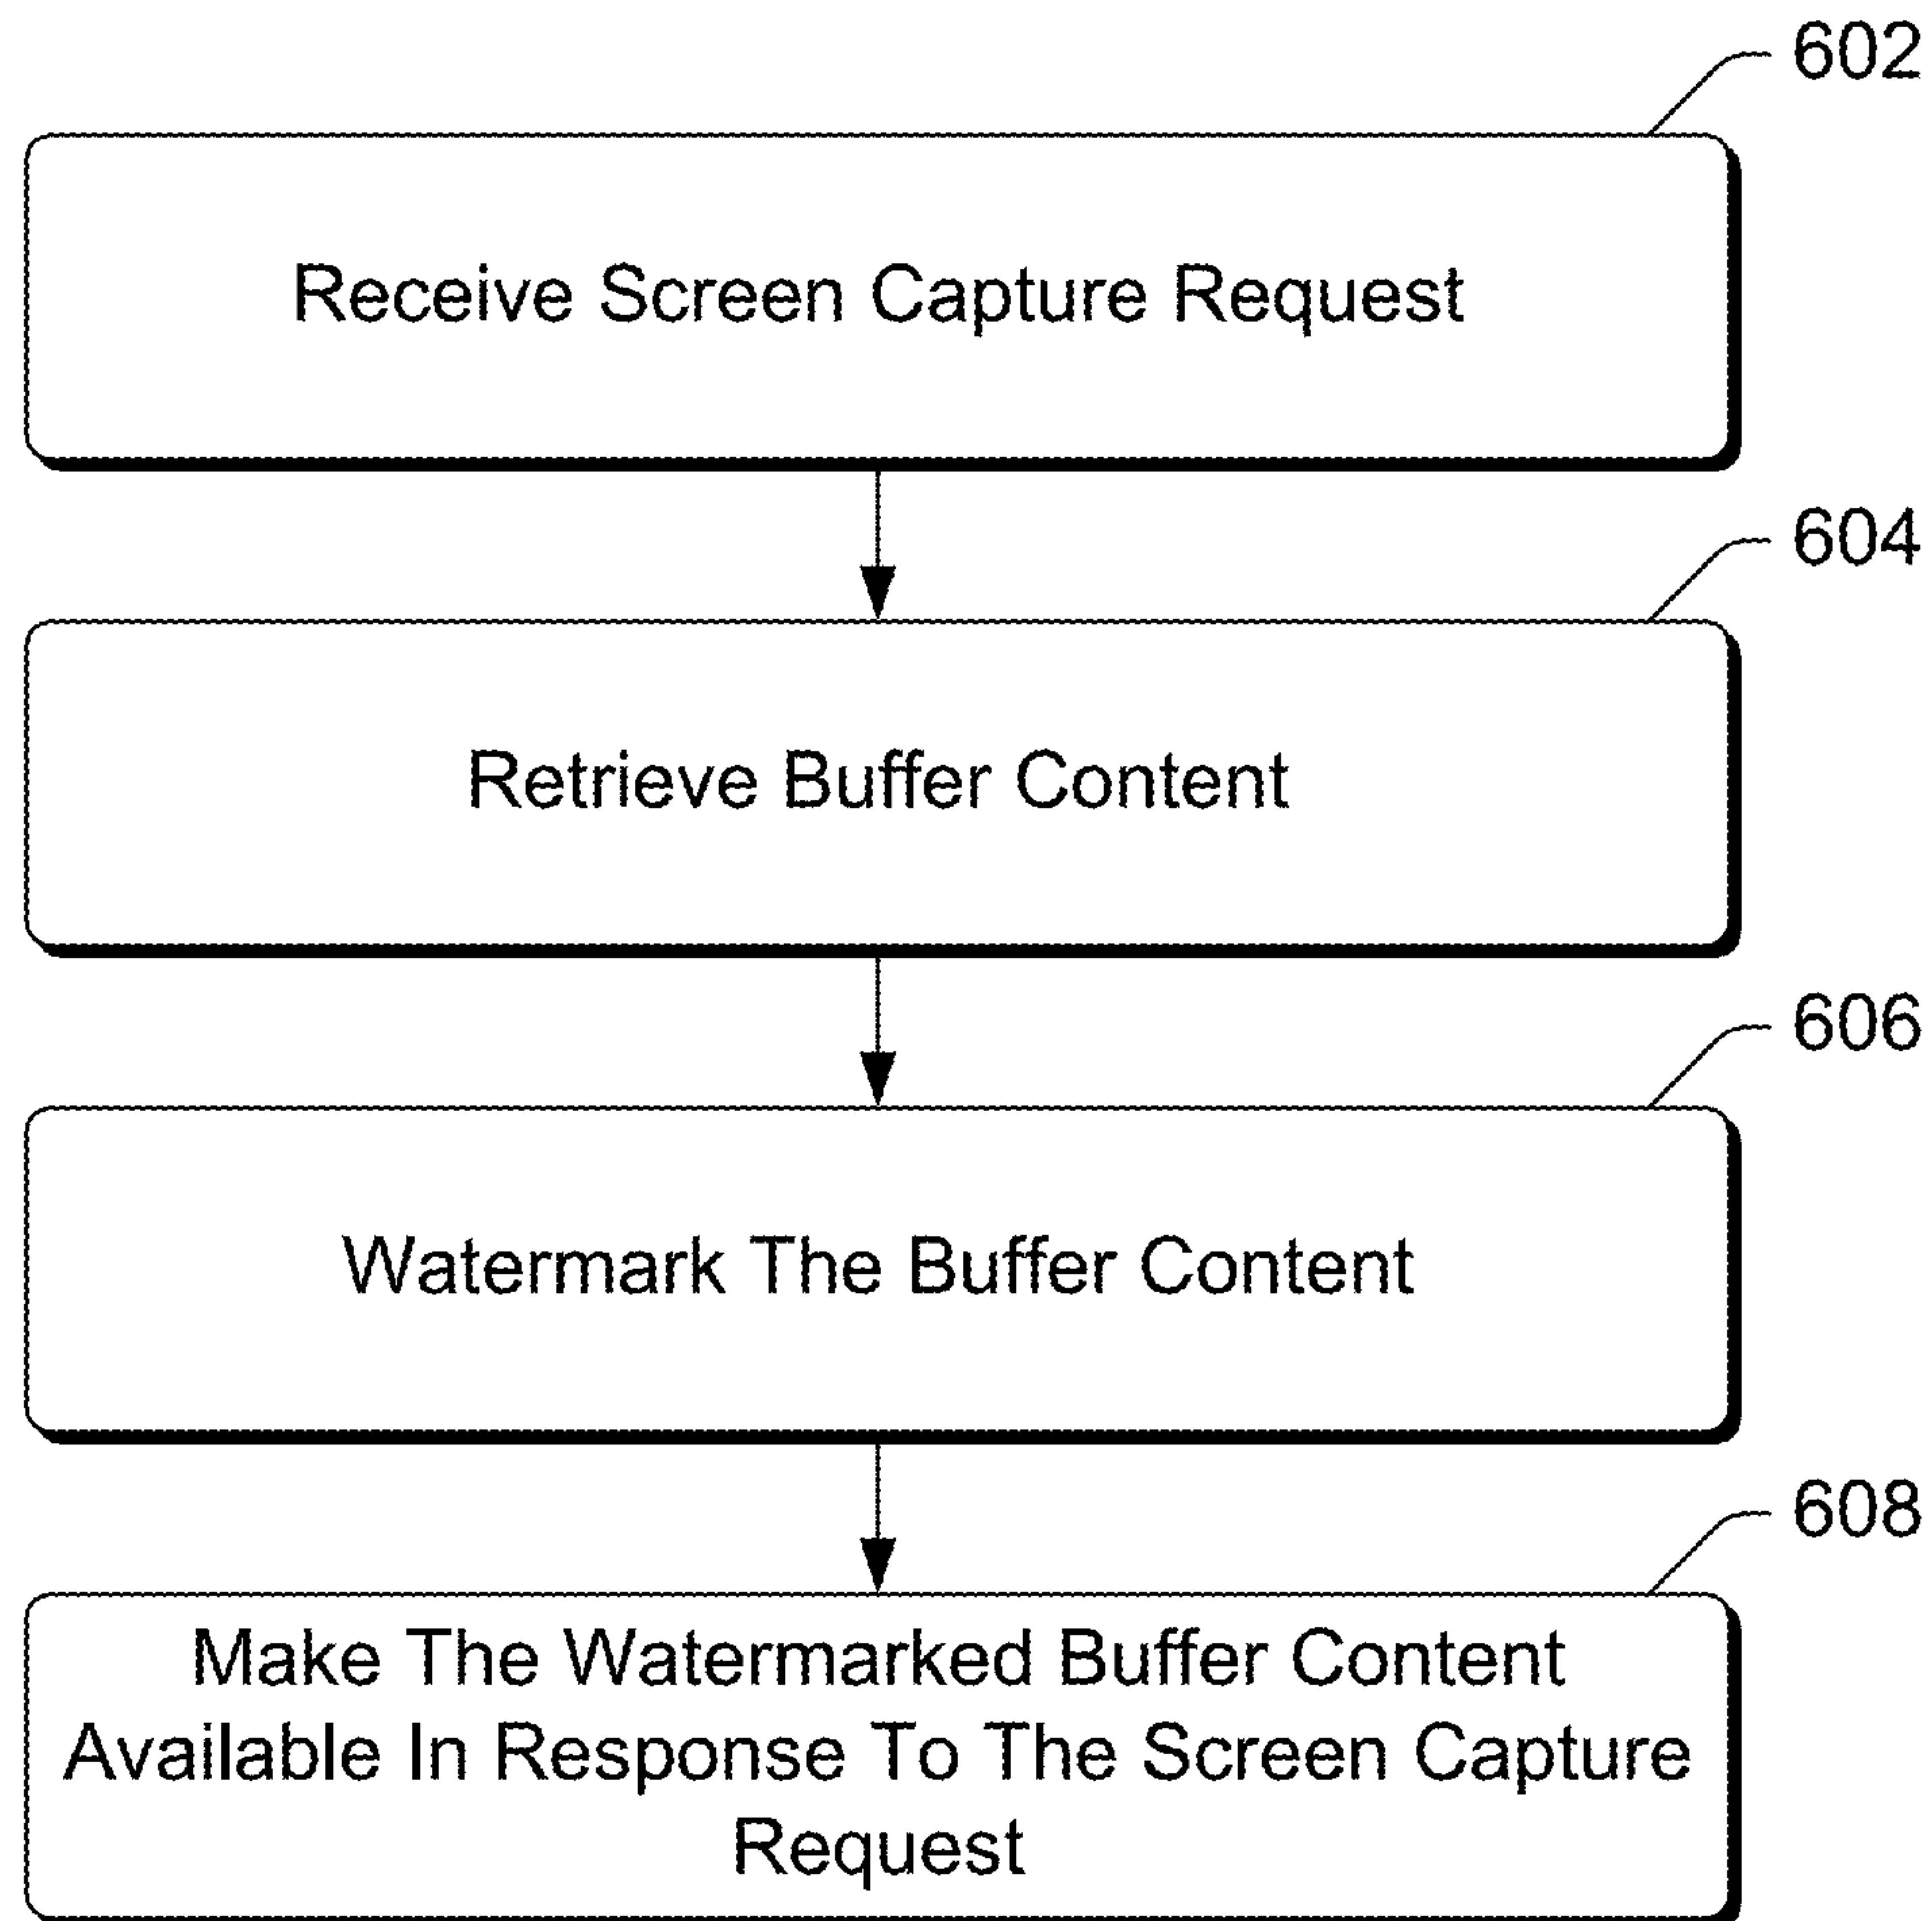 602
Receive Screen Capture Request
604
Retrieve Buffer Content
606
Watermark The Buffer Content
608
Make The Watermarked Buffer Content
Available In Response To The Screen Capture
Request